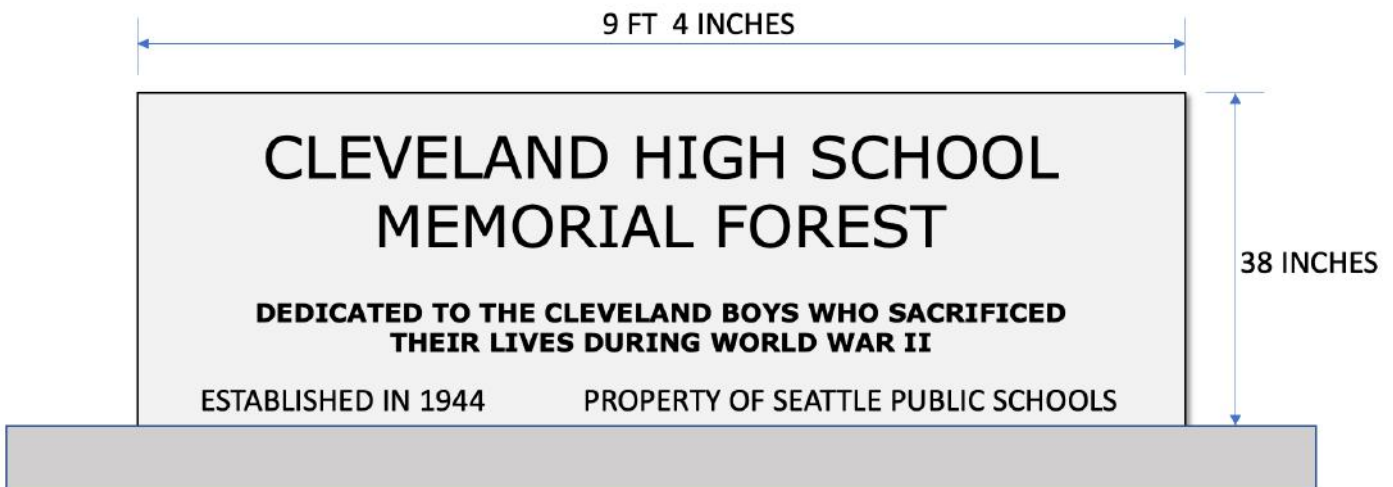 9 FT 4 INCHES
CLEVELAND HIGH SCHOOL
MEMORIAL FOREST
38 INCHES
DEDICATED TO THE CLEVELAND BOYS WHO SACRIFICED
THEIR LIVES DURING WORLD WAR II
ESTABLISHED IN 1944 PROPERTY OF SEATTLE PUBLIC SCHOOLS